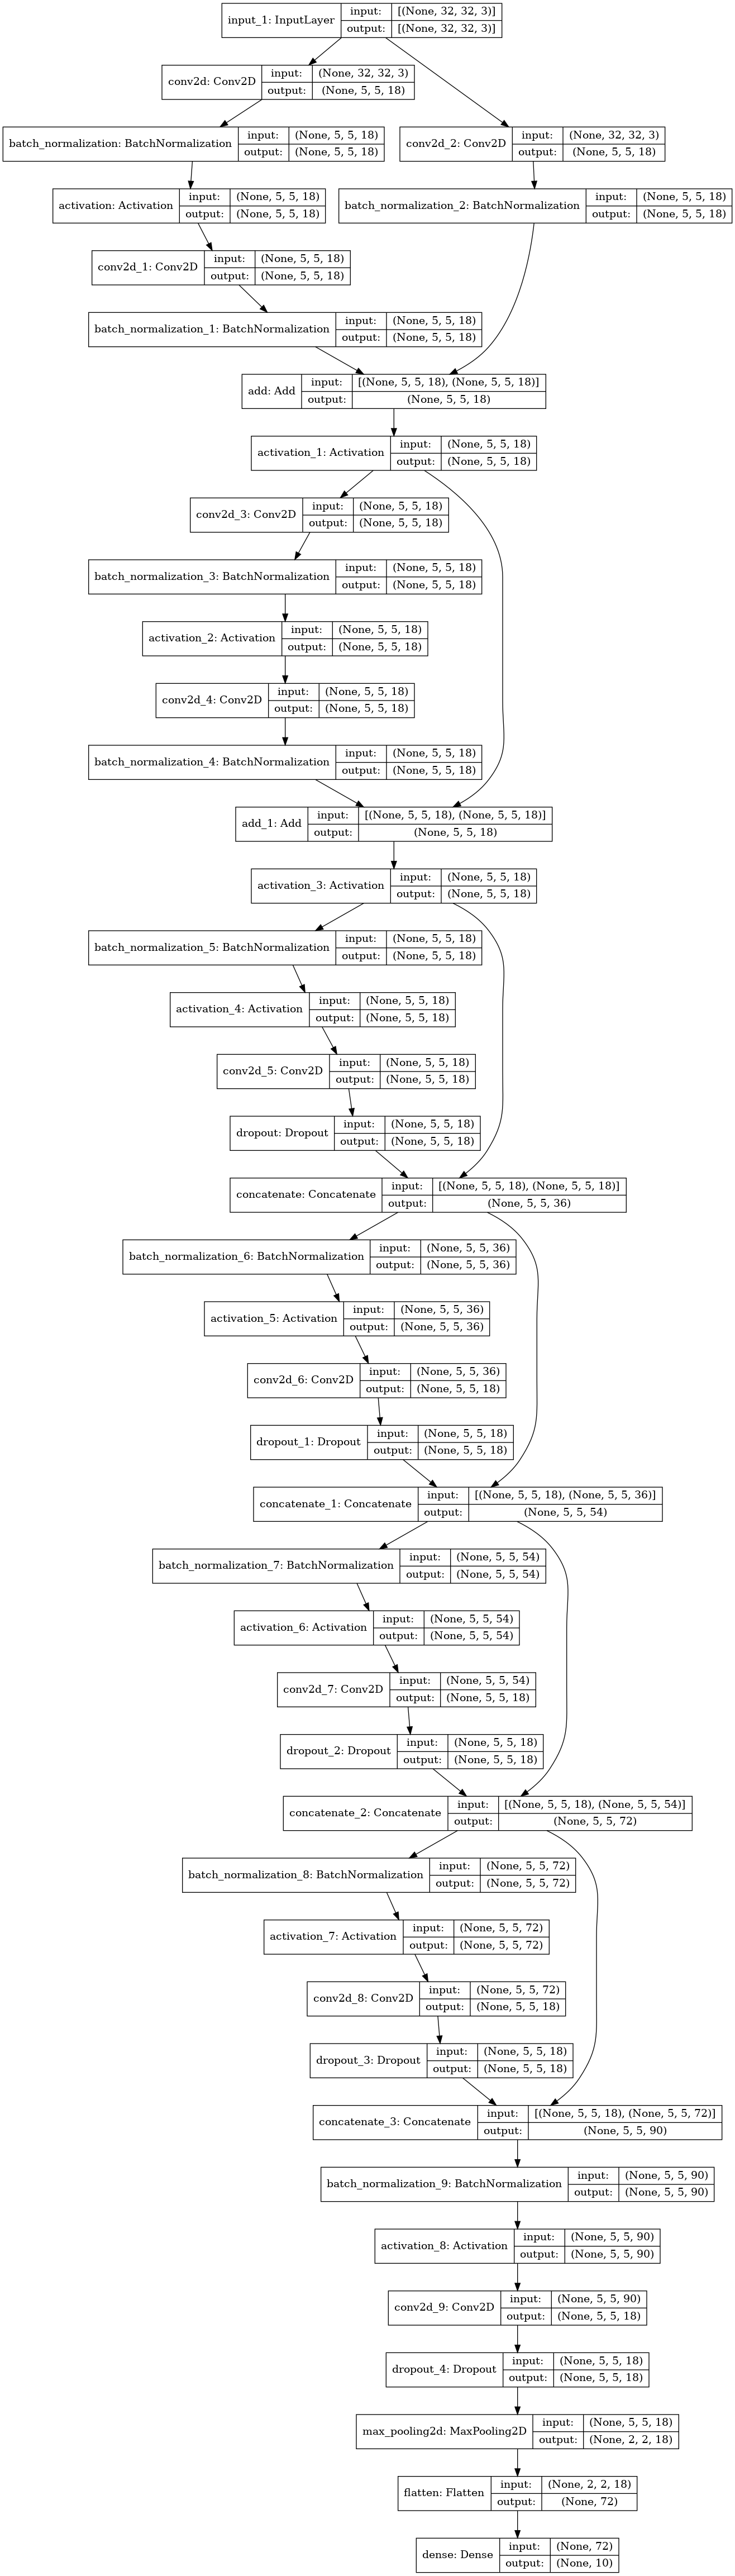 input_1: InputLayer
input: [(None, 32, 32, 3)]
output: [(None, 32, 32, 3)]
conv2d: Conv2D
input: (None, 32, 32, 3)
output: (None, 5, 5, 18)
batch_normalization: BatchNormalization
input: (None, 5, 5, 18)
output: (None, 5, 5, 18)
conv2d_2: Conv2D
input: (None, 32, 32, 3)
output: (None, 5, 5, 18)
activation: Activation
input: (None, 5, 5, 18)
output: (None, 5, 5, 18)
batch_normalization_2: BatchNormalization
input: (None, 5, 5, 18)
output: (None, 5, 5, 18)
conv2d_1: Conv2D
input: (None, 5, 5, 18)
output: (None, 5, 5, 18)
batch_normalization_1: BatchNormalization
input: (None, 5, 5, 18)
output: (None, 5, 5, 18)
add: Add
input: [(None, 5, 5, 18), (None, 5, 5, 18)]
output: (None, 5, 5, 18)
activation_1: Activation
input: (None, 5, 5, 18)
output: (None, 5, 5, 18)
conv2d_3: Conv2D
input: (None, 5, 5, 18)
output: (None, 5, 5, 18)
batch_normalization_3: BatchNormalization
input: (None, 5, 5, 18)
output: (None, 5, 5, 18)
activation_2: Activation
input: (None, 5, 5, 18)
output: (None, 5, 5, 18)
conv2d_4: Conv2D
input: (None, 5, 5, 18)
output: (None, 5, 5, 18)
batch_normalization_4: BatchNormalization
input: (None, 5, 5, 18)
output: (None, 5, 5, 18)
add_1: Add
input: [(None, 5, 5, 18), (None, 5, 5, 18)]
output: (None, 5, 5, 18)
activation_3: Activation
input: (None, 5, 5, 18)
output: (None, 5, 5, 18)
batch_normalization_5: BatchNormalization
input: (None, 5, 5, 18)
output: (None, 5, 5, 18)
activation_4: Activation
input: (None, 5, 5, 18)
output: (None, 5, 5, 18)
conv2d_5: Conv2D
input: (None, 5, 5, 18)
output: (None, 5, 5, 18)
dropout: Dropout
input: (None, 5, 5, 18)
output: (None, 5, 5, 18)
concatenate: Concatenate
input: [(None, 5, 5, 18), (None, 5, 5, 18)]
output: (None, 5, 5, 36)
batch_normalization_6: BatchNormalization
input: (None, 5, 5, 36)
output: (None, 5, 5, 36)
activation_5: Activation
input: (None, 5, 5, 36)
output: (None, 5, 5, 36)
conv2d_6: Conv2D
input: (None, 5, 5, 36)
output: (None, 5, 5, 18)
dropout_1: Dropout
input: (None, 5, 5, 18)
output: (None, 5, 5, 18)
concatenate_1: Concatenate
input: [(None, 5, 5, 18), (None, 5, 5, 36)]
output: (None, 5, 5, 54)
batch_normalization_7: BatchNormalization
input: (None, 5, 5, 54)
output: (None, 5, 5, 54)
activation_6: Activation
input: (None, 5, 5, 54)
output: (None, 5, 5, 54)
conv2d_7: Conv2D
input: (None, 5, 5, 54)
output: (None, 5, 5, 18)
dropout_2: Dropout
input: (None, 5, 5, 18)
output: (None, 5, 5, 18)
concatenate_2: Concatenate
input: [(None, 5, 5, 18), (None, 5, 5, 54)]
output: (None, 5, 5, 72)
batch_normalization_8: BatchNormalization
input: (None, 5, 5, 72)
output: (None, 5, 5, 72)
activation_7: Activation
input: (None, 5, 5, 72)
output: (None, 5, 5, 72)
conv2d_8: Conv2D
input: (None, 5, 5, 72)
output: (None, 5, 5, 18)
dropout_3: Dropout
input: (None, 5, 5, 18)
output: (None, 5, 5, 18)
concatenate_3: Concatenate
input: [(None, 5, 5, 18), (None, 5, 5, 72)]
output: (None, 5, 5, 90)
batch_normalization_9: BatchNormalization
input: (None, 5, 5, 90)
output: (None, 5, 5, 90)
activation_8: Activation
input: (None, 5, 5, 90)
output: (None, 5, 5, 90)
conv2d_9: Conv2D
input: (None, 5, 5, 90)
output: (None, 5, 5, 18)
dropout_4: Dropout
input: (None, 5, 5, 18)
output: (None, 5, 5, 18)
max_pooling2d: MaxPooling2D
input: (None, 5, 5, 18)
output: (None, 2, 2, 18)
flatten: Flatten
input: (None, 2, 2, 18)
output: (None, 72)
dense: Dense
input: (None, 72)
output: (None, 10)